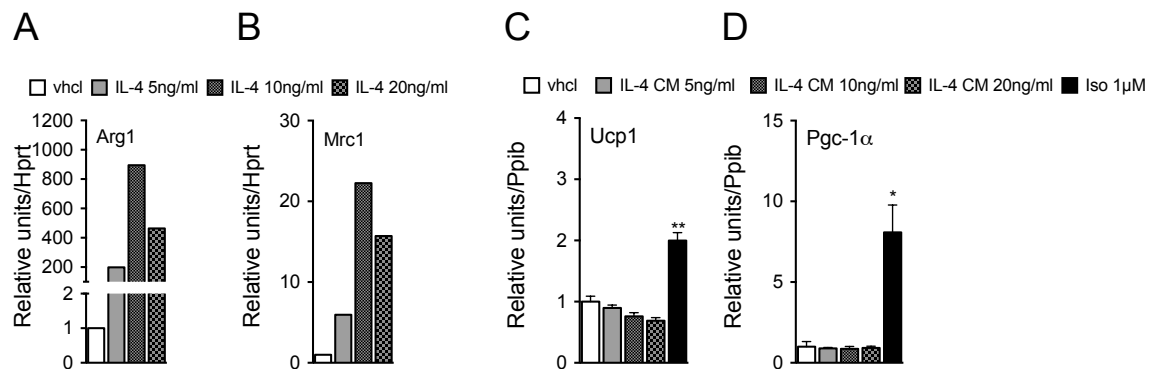 A
B
C
D
vhcl IL-4 5ng/ml IL-4 10ng/ml IL-4 20ng/ml
vhcl IL-4 CM 5ng/ml IL-4 CM 10ng/ml IL-4 CM 20ng/ml Iso 1µM
Arg1
Relative units/Hprt
1200
1000
800
600
400
200
2
1
0
Mrc1
Relative units/Hprt
30
20
10
0
Ucp1
Relative units/Ppib
4
3
2
1
0
**
Pgc-1α
Relative units/Ppib
15
10
5
0
*